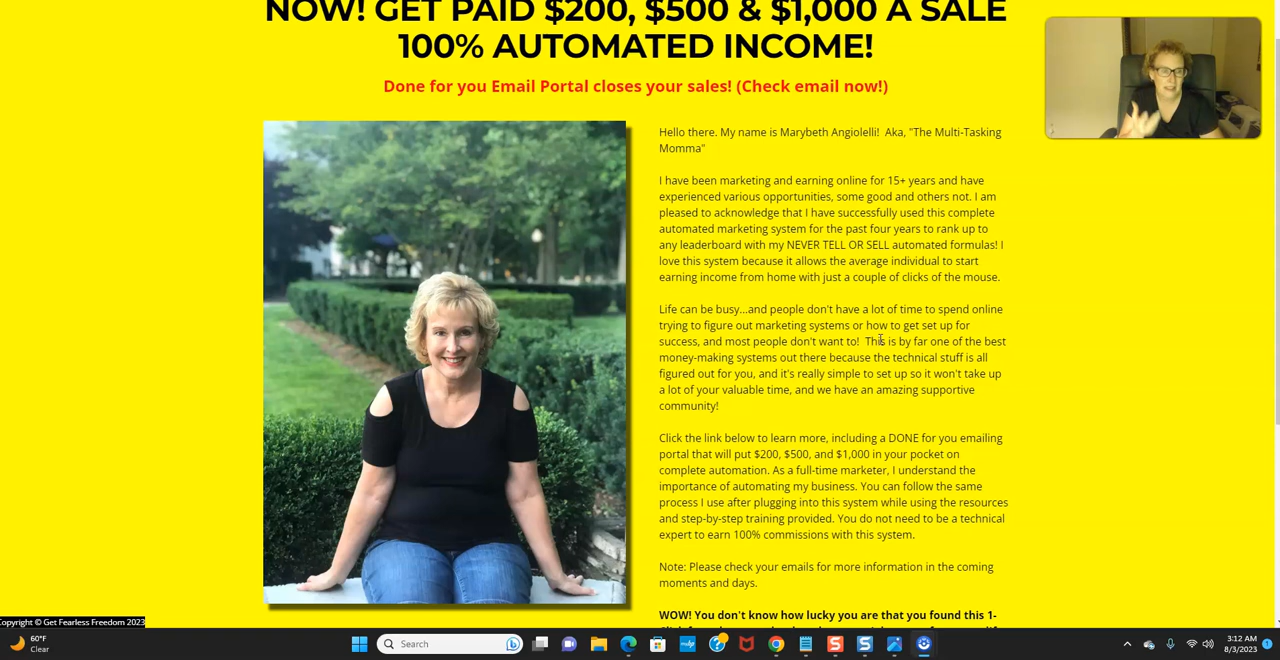 NOW! GET PAID $200, $500 & $1,000 A SALE
100% AUTOMATED INCOME!
Done for you Email Portal closes your sales! (Check email now!)
Hello there. My name is Marybeth Angiolelli!  Aka, "The Multi-Tasking
Momma"
I have been marketing and earning online for 15+ years and have
experienced various opportunities, some good and others not. I am
pleased to acknowledge that I have successfully used this complete
automated marketing system for the past four years to rank up to
any leaderboard with my NEVER TELL OR SELL automated formulas! I
love this system because it allows the average individual to start
earning income from home with just a couple of clicks of the mouse.
Life can be busy...and people don't have a lot of time to spend online
trying to figure out marketing systems or how to get set up for
success, and most people don't want to!  This is by far one of the best
money-making systems out there because the technical stuff is all
figured out for you, and it's really simple to set up so it won't take up
a lot of your valuable time, and we have an amazing supportive
community!
Click the link below to learn more, including a DONE for you emailing
portal that will put $200, $500, and $1,000 in your pocket on
complete automation. As a full-time marketer, I understand the
importance of automating my business. You can follow the same
process I use after plugging into this system while using the resources
and step-by-step training provided. You do not need to be a technical
expert to earn 100% commissions with this system.
Note: Please check your emails for more information in the coming
moments and days.
WOW! You don't know how lucky you are that you found this 1-
Copyright © Get Fearless Freedom 2023
60°F
Clear
Search
3:12 AM
8/3/2023